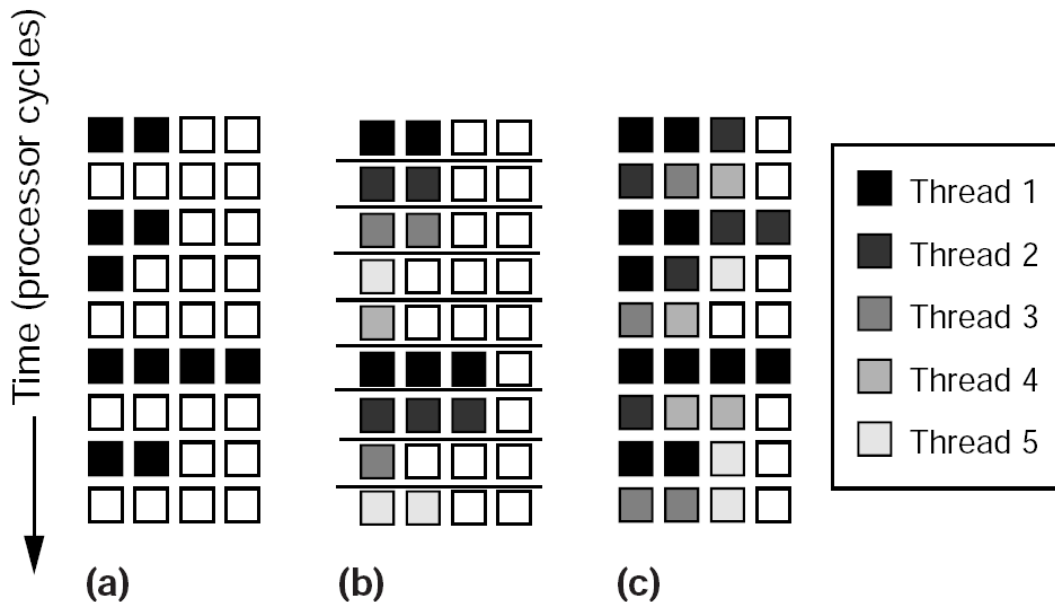 Time (processor cycles)
Thread 1
Thread 2
Thread 3
Thread 4
Thread 5
(a)
(b)
(c)